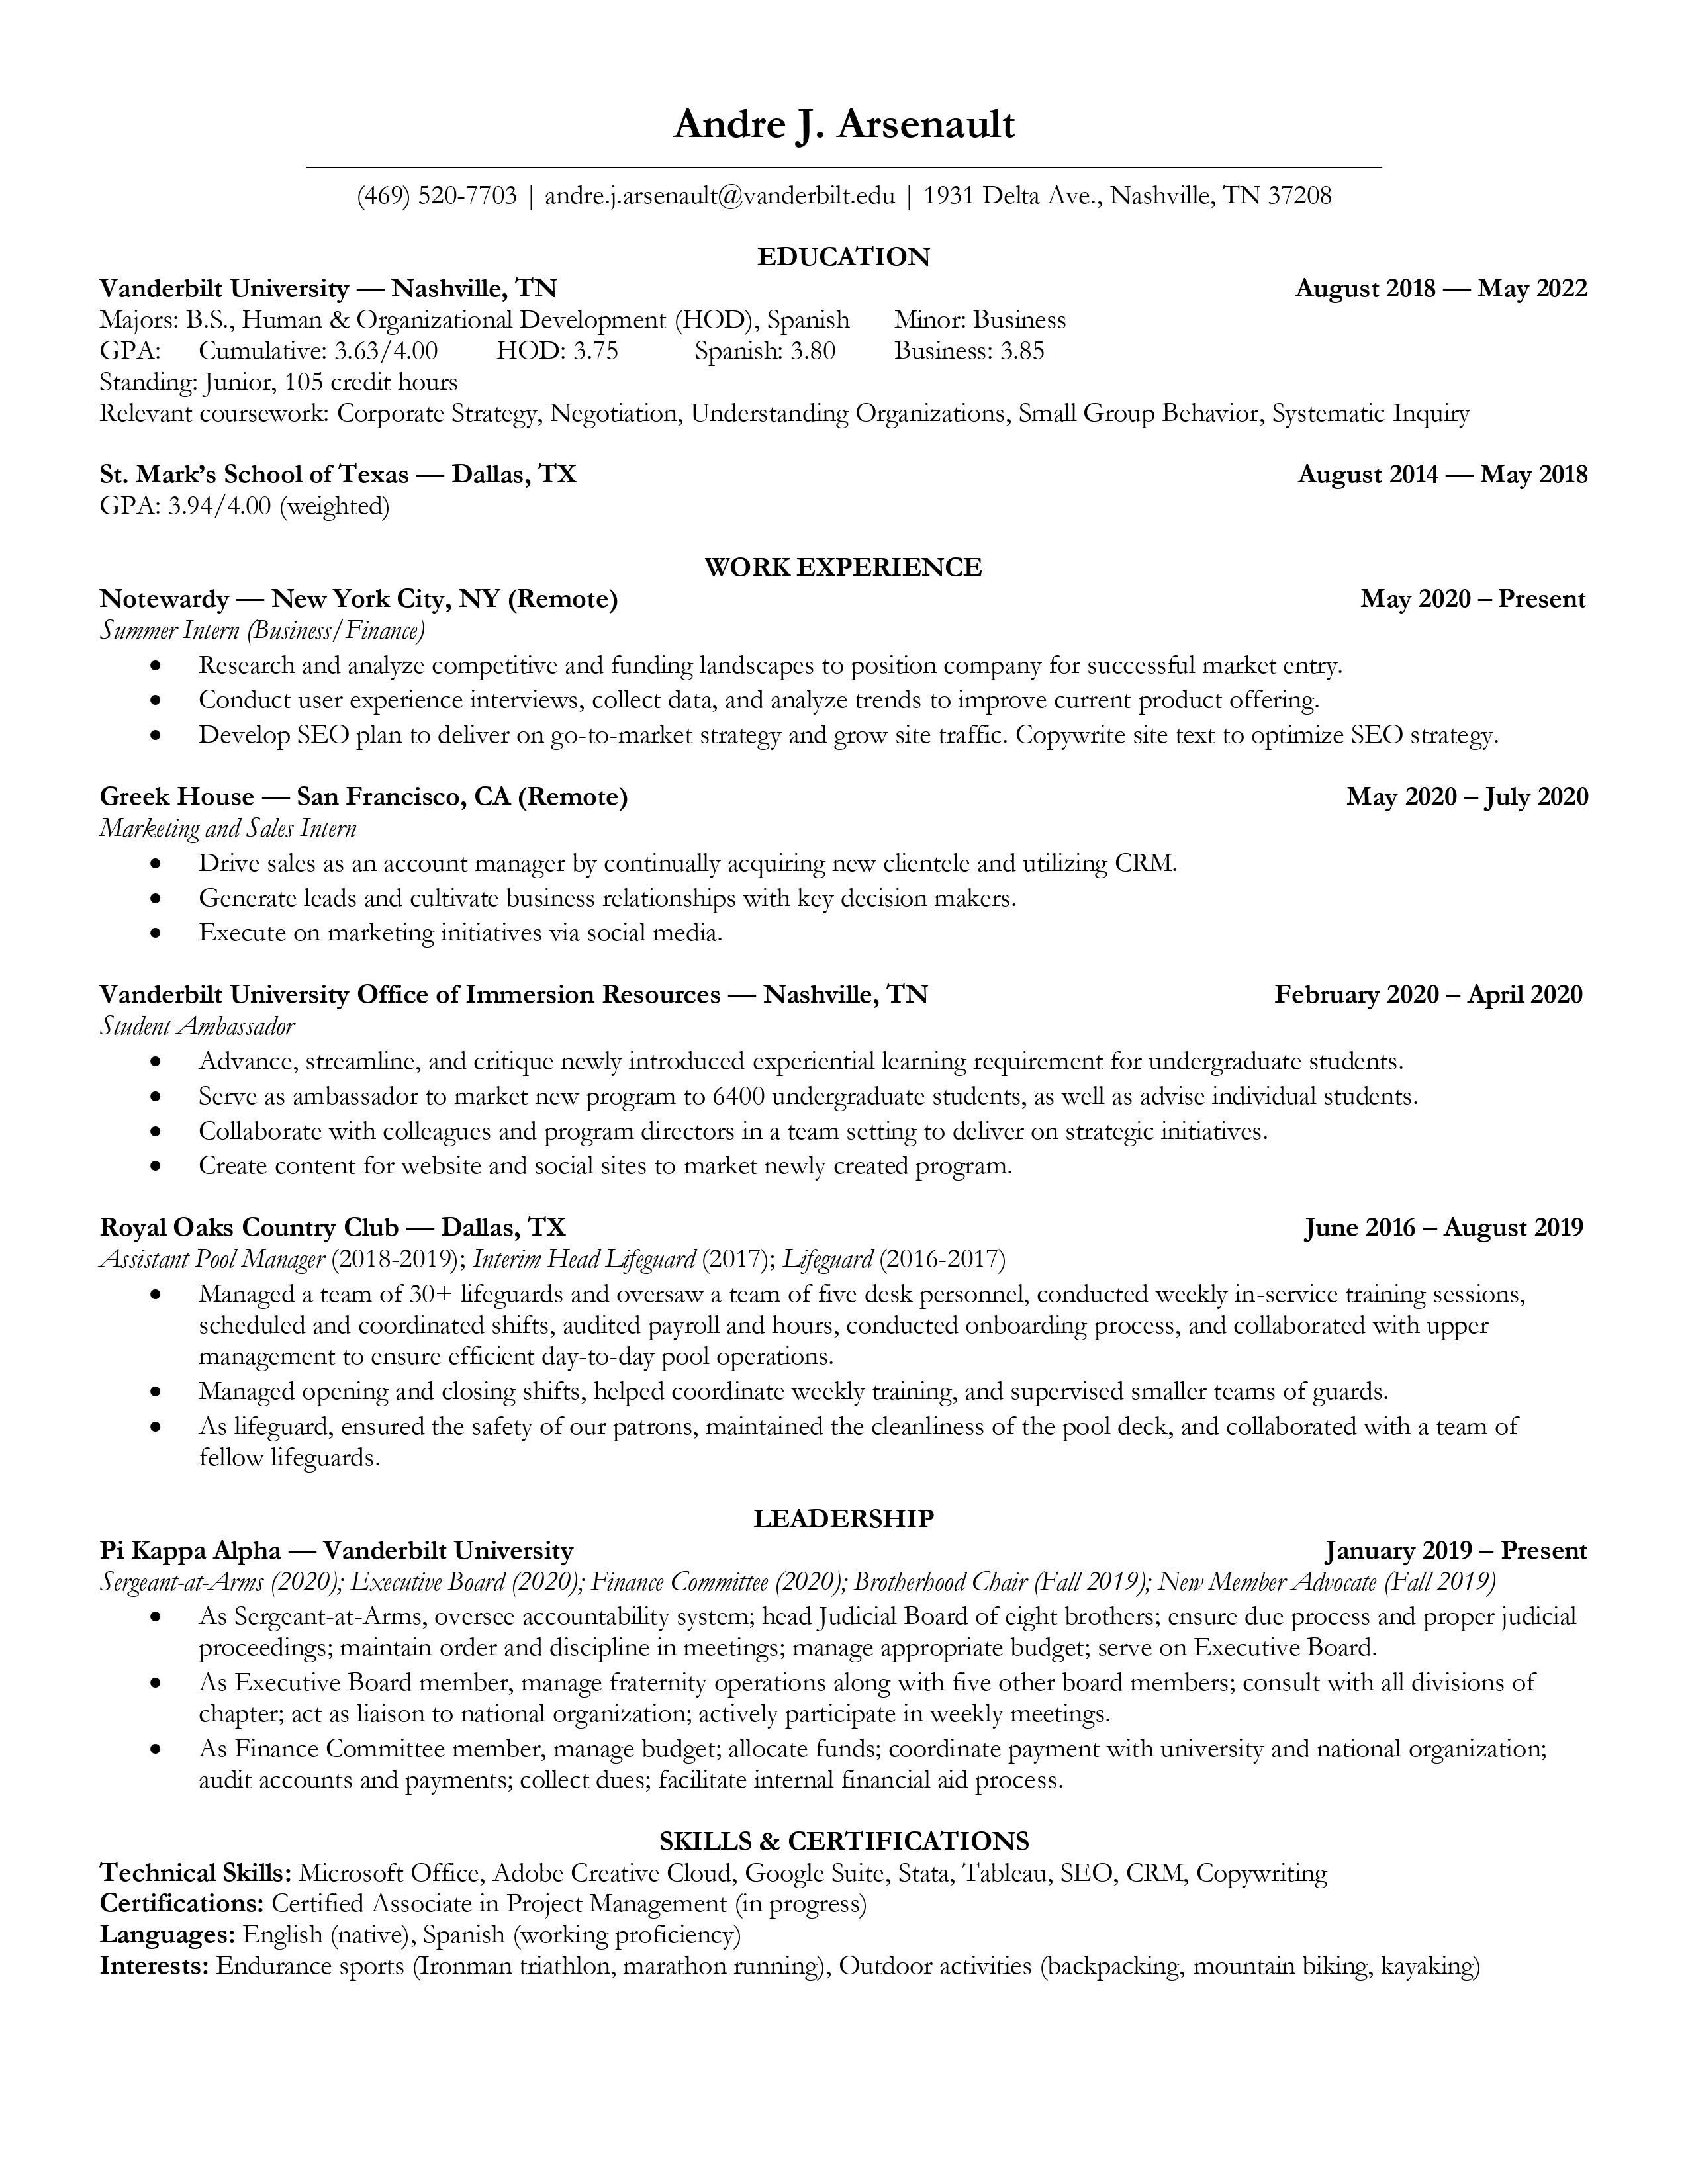 Andre J. Arsenault
(469) 520-7703 | andre.j.arsenault@vanderbilt.edu | 1931 Delta Ave., Nashville, TN 37208
EDUCATION
Vanderbilt University — Nashville, TN August 2018 — May 2022
Majors: B.S., Human & Organizational Development (HOD), Spanish Minor: Business
GPA: Cumulative: 3.63/4.00 HOD: 3.75 Spanish: 3.80 Business: 3.85
Standing: Junior, 105 credit hours
Relevant coursework: Corporate Strategy, Negotiation, Understanding Organizations, Small Group Behavior, Systematic Inquiry
St. Mark’s School of Texas — Dallas, TX August 2014 — May 2018
GPA: 3.94/4.00 (weighted)
WORK EXPERIENCE
Notewardy — New York City, NY (Remote) May 2020 – Present
Summer Intern (Business/Finance)
• Research and analyze competitive and funding landscapes to position company for successful market entry.
• Conduct user experience interviews, collect data, and analyze trends to improve current product offering.
• Develop SEO plan to deliver on go-to-market strategy and grow site traffic. Copywrite site text to optimize SEO strategy.
Greek House — San Francisco, CA (Remote) May 2020 – July 2020
Marketing and Sales Intern
• Drive sales as an account manager by continually acquiring new clientele and utilizing CRM.
• Generate leads and cultivate business relationships with key decision makers.
• Execute on marketing initiatives via social media.
Vanderbilt University Office of Immersion Resources — Nashville, TN February 2020 – April 2020
Student Ambassador
• Advance, streamline, and critique newly introduced experiential learning requirement for undergraduate students.
• Serve as ambassador to market new program to 6400 undergraduate students, as well as advise individual students.
• Collaborate with colleagues and program directors in a team setting to deliver on strategic initiatives.
• Create content for website and social sites to market newly created program.
Royal Oaks Country Club — Dallas, TX June 2016 – August 2019
Assistant Pool Manager (2018-2019); Interim Head Lifeguard (2017); Lifeguard (2016-2017)
• Managed a team of 30+ lifeguards and oversaw a team of five desk personnel, conducted weekly in-service training sessions,
scheduled and coordinated shifts, audited payroll and hours, conducted onboarding process, and collaborated with upper
management to ensure efficient day-to-day pool operations.
• Managed opening and closing shifts, helped coordinate weekly training, and supervised smaller teams of guards.
• As lifeguard, ensured the safety of our patrons, maintained the cleanliness of the pool deck, and collaborated with a team of
fellow lifeguards.
LEADERSHIP
Pi Kappa Alpha — Vanderbilt University January 2019 – Present
Sergeant-at-Arms (2020); Executive Board (2020); Finance Committee (2020); Brotherhood Chair (Fall 2019); New Member Advocate (Fall 2019)
• As Sergeant-at-Arms, oversee accountability system; head Judicial Board of eight brothers; ensure due process and proper judicial
proceedings; maintain order and discipline in meetings; manage appropriate budget; serve on Executive Board.
• As Executive Board member, manage fraternity operations along with five other board members; consult with all divisions of
chapter; act as liaison to national organization; actively participate in weekly meetings.
• As Finance Committee member, manage budget; allocate funds; coordinate payment with university and national organization;
audit accounts and payments; collect dues; facilitate internal financial aid process.
SKILLS & CERTIFICATIONS
Technical Skills: Microsoft Office, Adobe Creative Cloud, Google Suite, Stata, Tableau, SEO, CRM, Copywriting
Certifications: Certified Associate in Project Management (in progress)
Languages: English (native), Spanish (working proficiency)
Interests: Endurance sports (Ironman triathlon, marathon running), Outdoor activities (backpacking, mountain biking, kayaking)